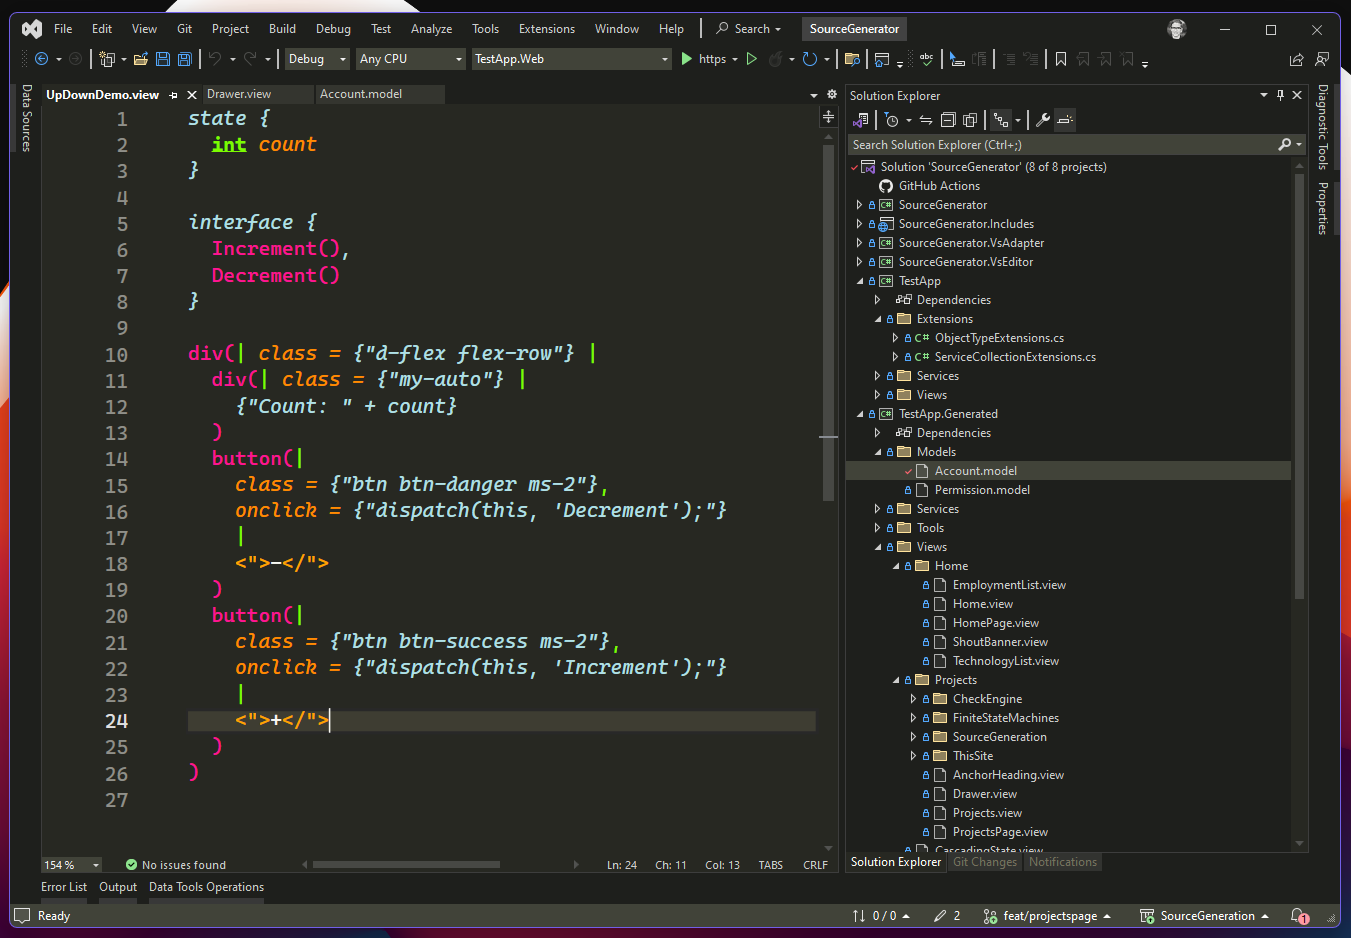 File Edit View Git Project Build Debug Test Analyze Tools Extensions Window Help Search SourceGenerator
Debug Any CPU TestApp.Web https abc
Data Sources
UpDownDemo.view Drawer.view Account.model
1 state {
2 int count
3 }
4
5 interface {
6 Increment(),
7 Decrement()
8 }
9
10 div(| class = {"d-flex flex-row"} |
11 div(| class = {"my-auto"} |
12 {"Count: " + count}
13 )
14 button(|
15 class = {"btn btn-danger ms-2"},
16 onclick = {"dispatch(this, 'Decrement');"}
17 |
18 <">-</">
19 )
20 button(|
21 class = {"btn btn-success ms-2"},
22 onclick = {"dispatch(this, 'Increment');"}
23 |
24 <">+</">
25 )
26 )
27
154 % No issues found Ln: 24 Ch: 11 Col: 13 TABS CRLF
Error List Output Data Tools Operations
Solution Explorer
Search Solution Explorer (Ctrl+;)
Solution 'SourceGenerator' (8 of 8 projects)
GitHub Actions
C# SourceGenerator
SourceGenerator.Includes
C# SourceGenerator.VsAdapter
C# SourceGenerator.VsEditor
C# TestApp
Dependencies
Extensions
C# ObjectTypeExtensions.cs
C# ServiceCollectionExtensions.cs
Services
Views
C# TestApp.Generated
Dependencies
Models
Account.model
Permission.model
Services
Tools
Views
Home
EmploymentList.view
Home.view
HomePage.view
ShoutBanner.view
TechnologyList.view
Projects
CheckEngine
FiniteStateMachines
SourceGeneration
ThisSite
AnchorHeading.view
Drawer.view
Projects.view
ProjectsPage.view
CascadingState.view
Solution Explorer Git Changes Notifications
Diagnostic Tools
Properties
Ready 0 / 0 2 feat/projectspage SourceGeneration 1